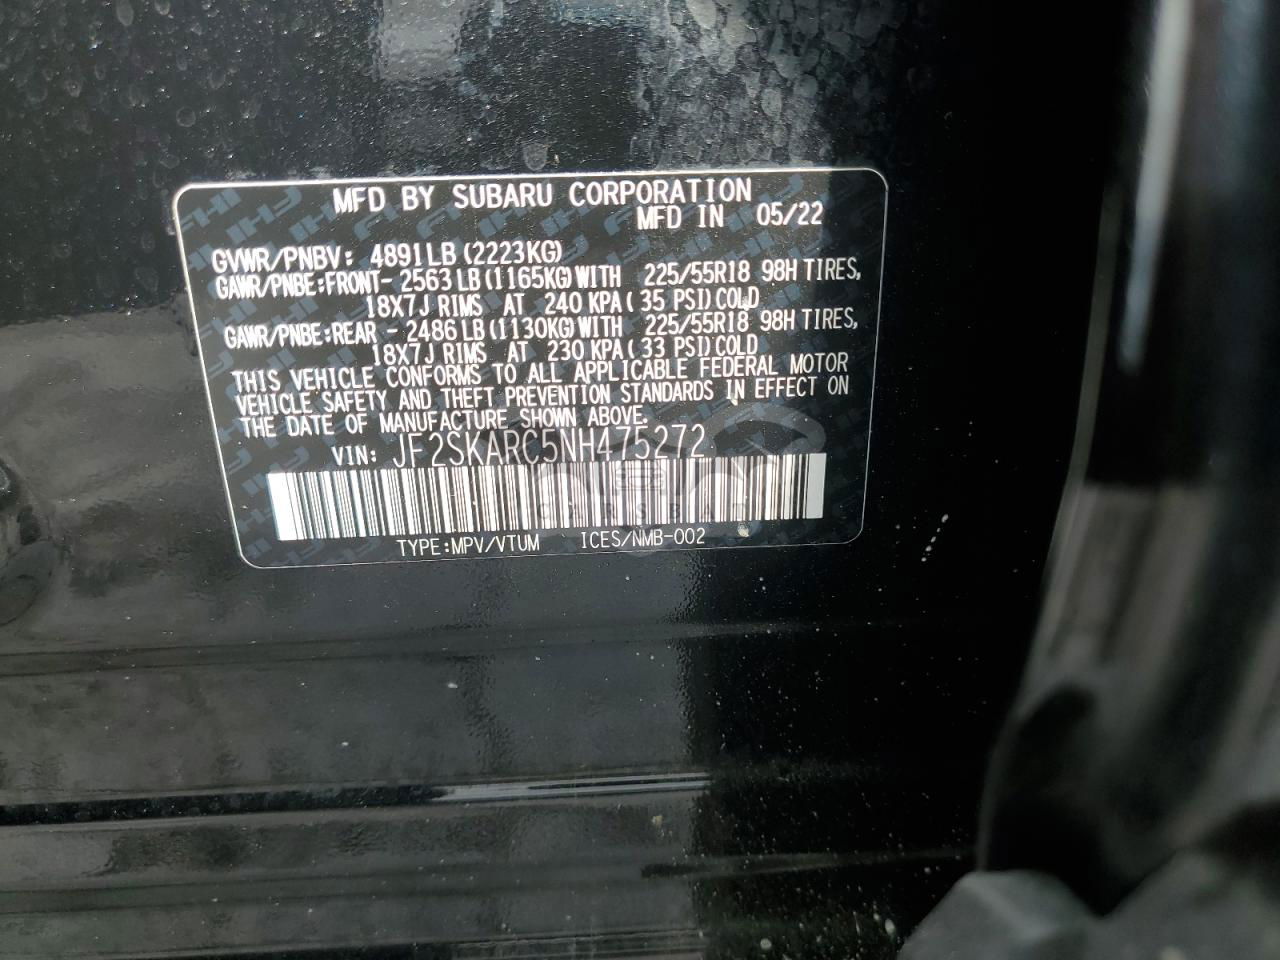 MFD BY SUBARU CORPORATION
MFD IN 05/22
GVWR/PNBV: 4891LB (2223KG)
GAWR/PNBE:FRONT- 2563 LB (1165KG) WITH 225/55R18 98H TIRES,
18X7J RIMS AT 240 KPA ( 35 PSI) COLD
GAWR/PNBE:REAR - 2486 LB (1130KG) WITH 225/55R18 98H TIRES,
18X7J RIMS AT 230 KPA ( 33 PSI) COLD
THIS VEHICLE CONFORMS TO ALL APPLICABLE FEDERAL MOTOR
VEHICLE SAFETY AND THEFT PREVENTION STANDARDS IN EFFECT ON
THE DATE OF MANUFACTURE SHOWN ABOVE.
VIN: JF2SKARC5NH475272
TYPE:MPV/VTUM ICES/NMB-002